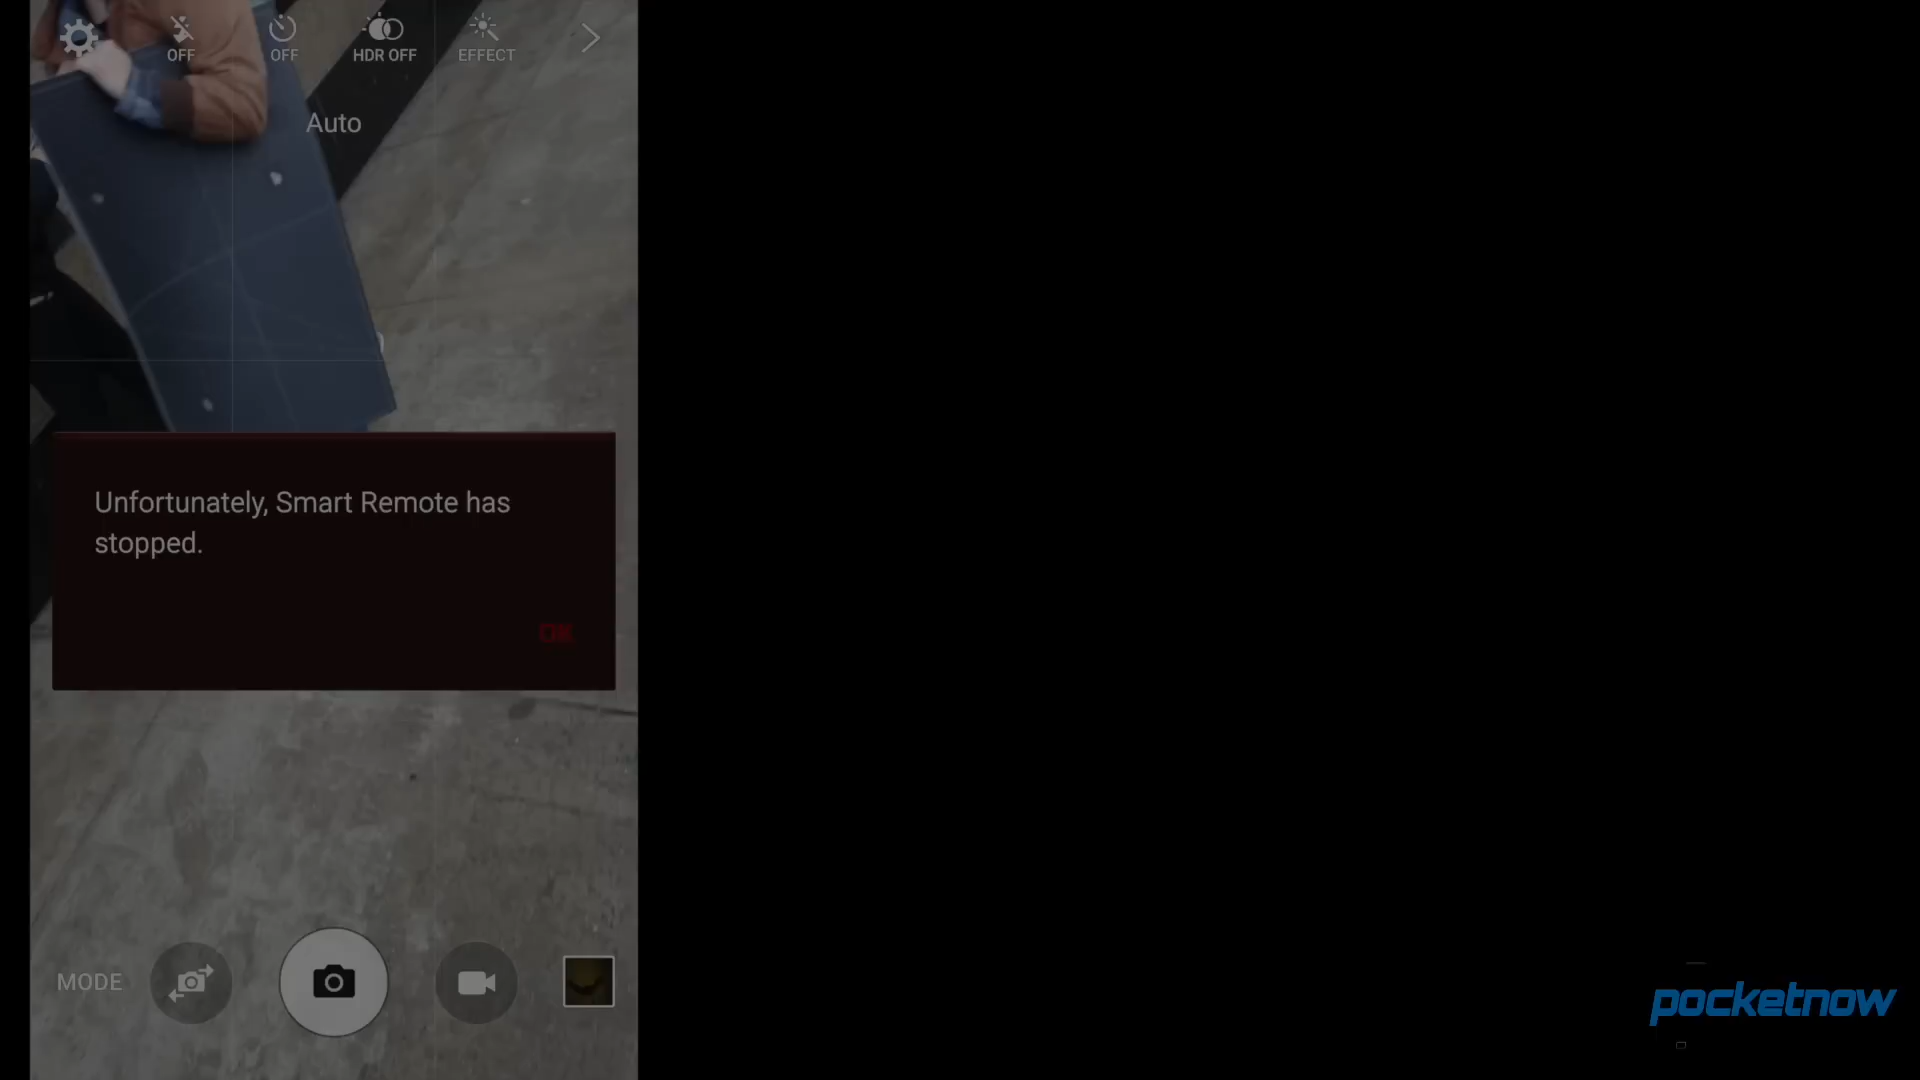 OFF
OFF
HDR OFF
EFFECT
Auto
Unfortunately, Smart Remote has
stopped.
OK
MODE
pocketnow